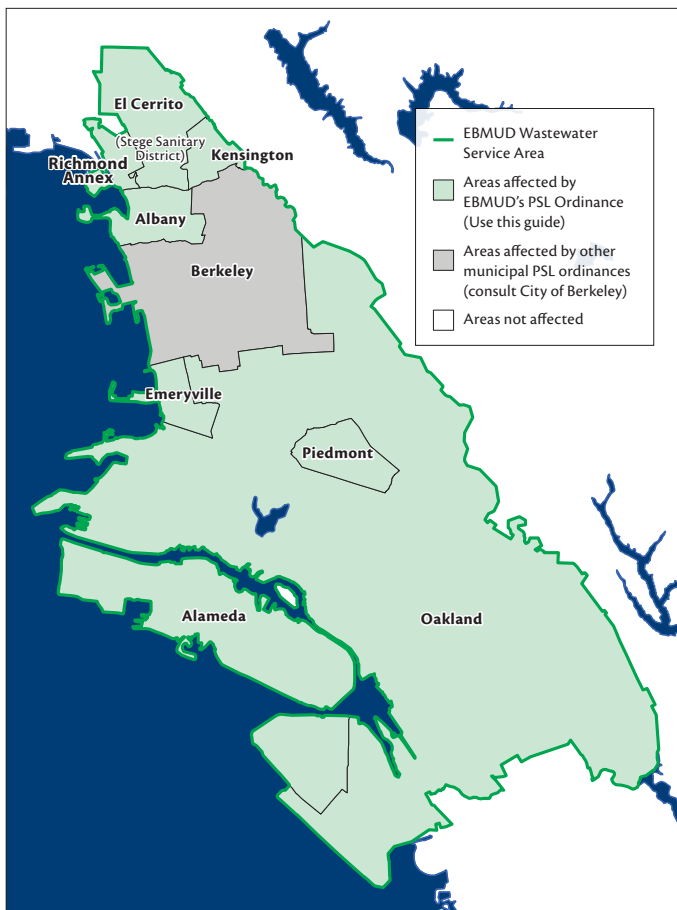 El Cerrito
(Stege Sanitary
District)
Kensington
Richmond
Annex
Albany
Berkeley
Emeryville
Piedmont
Alameda
Oakland
EBMUD Wastewater
Service Area
Areas affected by
EBMUD's PSL Ordinance
(Use this guide)
Areas affected by other
municipal PSL ordinances
(consult City of Berkeley)
Areas not affected